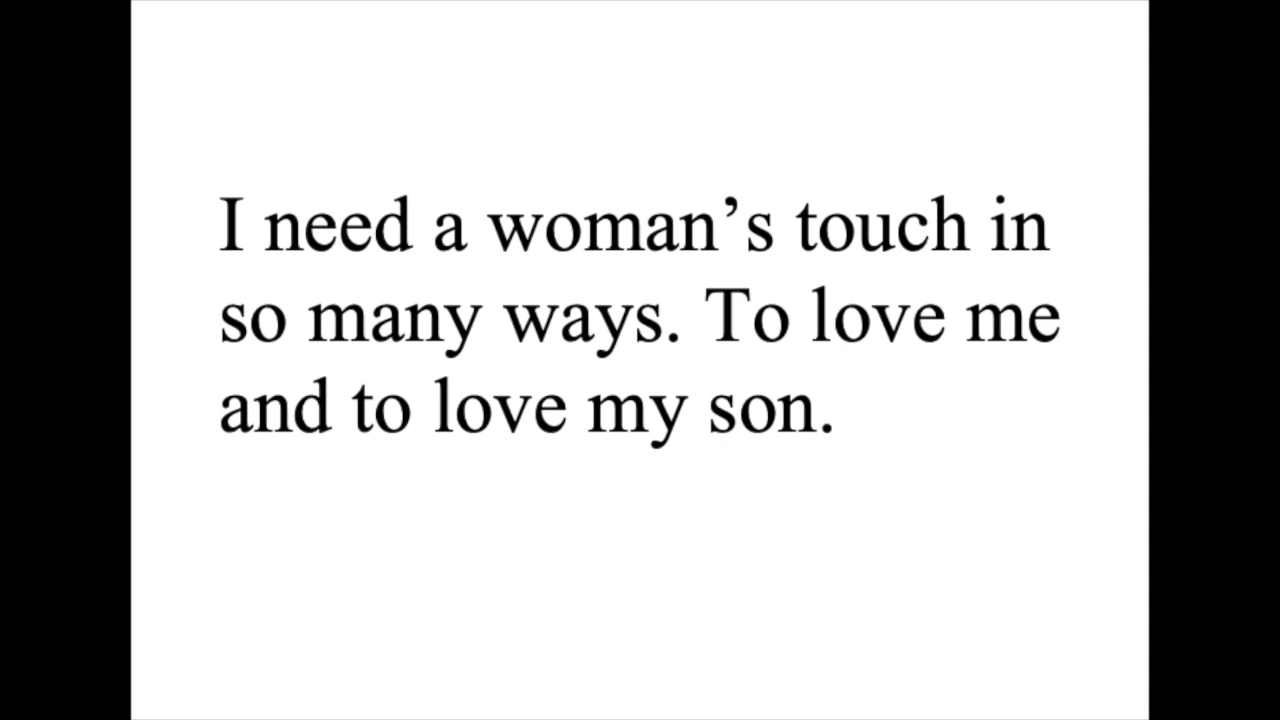 I need a woman’s touch in
so many ways. To love me
and to love my son.